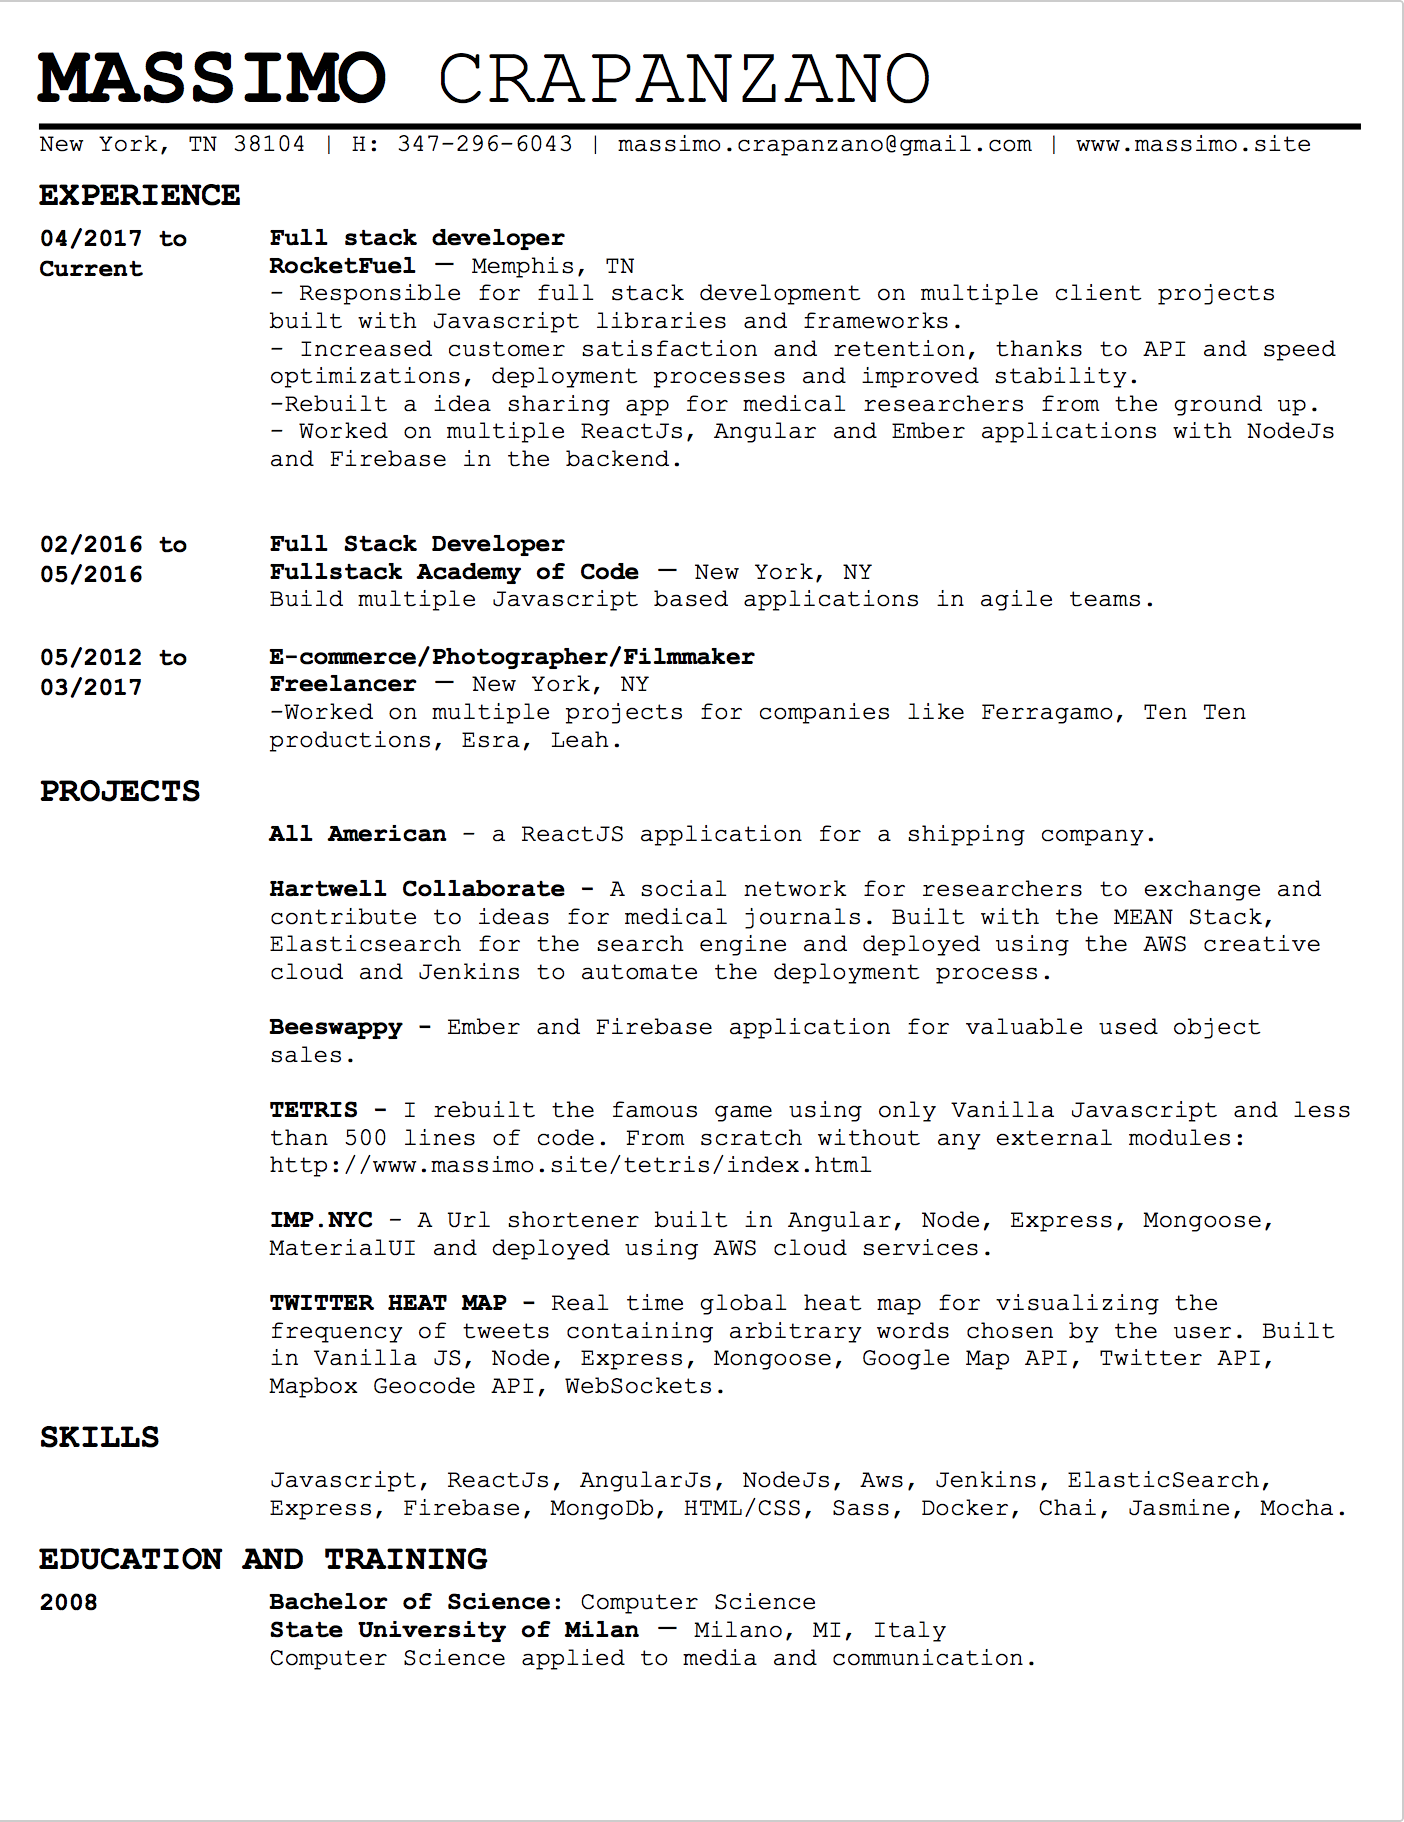 MASSIMO CRAPANZANO
New York, TN 38104 | H: 347-296-6043 | massimo.crapanzano@gmail.com | www.massimo.site
EXPERIENCE
04/2017 to
Current
Full stack developer
RocketFuel — Memphis, TN
- Responsible for full stack development on multiple client projects
built with Javascript libraries and frameworks.
- Increased customer satisfaction and retention, thanks to API and speed
optimizations, deployment processes and improved stability.
-Rebuilt a idea sharing app for medical researchers from the ground up.
- Worked on multiple ReactJs, Angular and Ember applications with NodeJs
and Firebase in the backend.
02/2016 to
05/2016
Full Stack Developer
Fullstack Academy of Code — New York, NY
Build multiple Javascript based applications in agile teams.
05/2012 to
03/2017
E-commerce/Photographer/Filmmaker
Freelancer — New York, NY
-Worked on multiple projects for companies like Ferragamo, Ten Ten
productions, Esra, Leah.
PROJECTS
All American - a ReactJS application for a shipping company.
Hartwell Collaborate - A social network for researchers to exchange and
contribute to ideas for medical journals. Built with the MEAN Stack,
Elasticsearch for the search engine and deployed using the AWS creative
cloud and Jenkins to automate the deployment process.
Beeswappy - Ember and Firebase application for valuable used object
sales.
TETRIS - I rebuilt the famous game using only Vanilla Javascript and less
than 500 lines of code. From scratch without any external modules:
http://www.massimo.site/tetris/index.html
IMP.NYC - A Url shortener built in Angular, Node, Express, Mongoose,
MaterialUI and deployed using AWS cloud services.
TWITTER HEAT MAP - Real time global heat map for visualizing the
frequency of tweets containing arbitrary words chosen by the user. Built
in Vanilla JS, Node, Express, Mongoose, Google Map API, Twitter API,
Mapbox Geocode API, WebSockets.
SKILLS
Javascript, ReactJs, AngularJs, NodeJs, Aws, Jenkins, ElasticSearch,
Express, Firebase, MongoDb, HTML/CSS, Sass, Docker, Chai, Jasmine, Mocha.
EDUCATION AND TRAINING
2008
Bachelor of Science: Computer Science
State University of Milan — Milano, MI, Italy
Computer Science applied to media and communication.